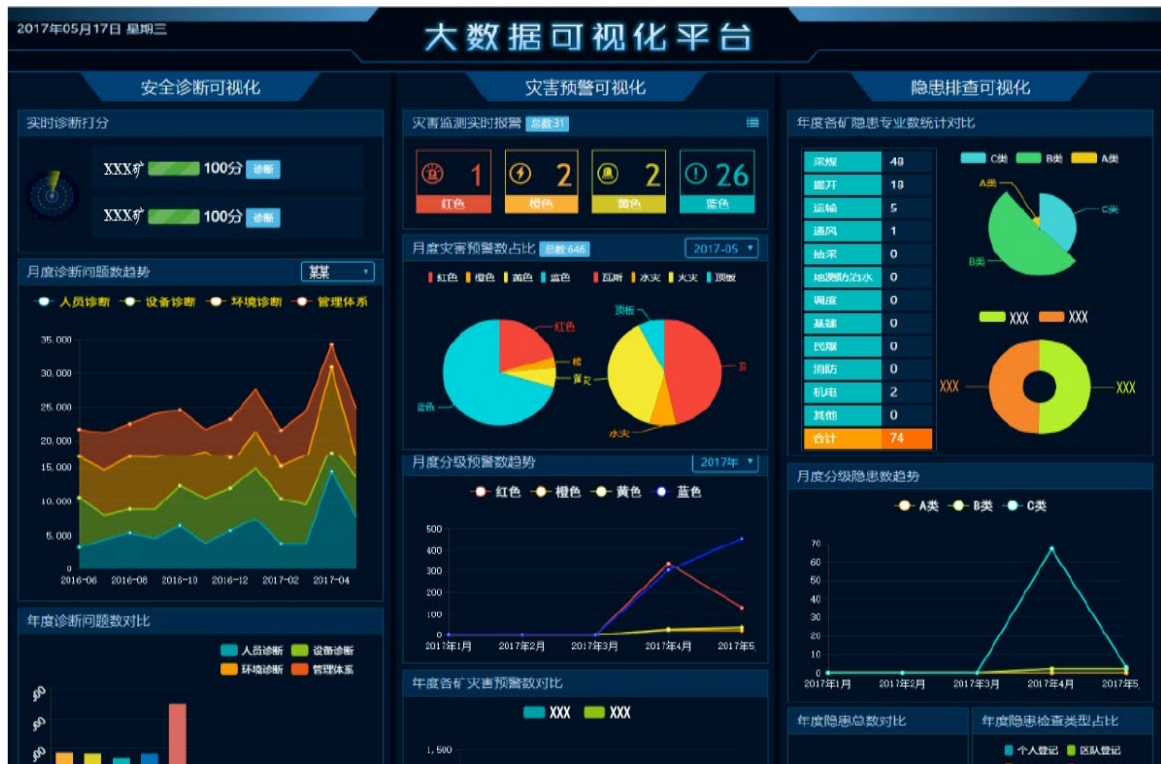 2017年05月17日 星期三
大数据可视化平台
安全诊断可视化
实时诊断打分
XXX矿 100分 诊断
XXX矿 100分 诊断
月度诊断问题数趋势 某某
人员诊断 设备诊断 环境诊断 管理体系
35.000
30.000
25.000
20.000
15.000
10.000
5.000
0
2016-06 2016-08 2016-10 2016-12 2017-02 2017-04
年度诊断问题数对比
人员诊断 设备诊断
环境诊断 管理体系
灾害预警可视化
灾害监测实时报警 总数31
1 2 2 26
红色 橙色 黄色 蓝色
月度灾害预警数占比 总数646 2017-05
红色 橙色 黄色 蓝色 瓦斯 水灾 火灾 顶板
红色
橙
黄
蓝色
顶板
瓦
灾
水灾
月度分级预警数趋势 2017年
红色 橙色 黄色 蓝色
500
400
300
200
100
0
2017年1月 2017年2月 2017年3月 2017年4月 2017年5
年度各矿灾害预警数对比
XXX XXX
1,500
隐患排查可视化
年度各矿隐患专业数统计对比
采煤 48
掘开 18
运输 5
通风 1
抽采 0
地测防治水 0
调度 0
基建 0
民煤 0
消防 0
机电 2
其他 0
合计 74
C类 B类 A类
A类
C类
B类
XXX XXX
XXX
XXX
月度分级隐患数趋势
A类 B类 C类
70
60
50
40
30
20
10
0
2017年1月 2017年2月 2017年3月 2017年4月 2017年5
年度隐患总数对比
年度隐患检查类型占比
个人登记 区队登记